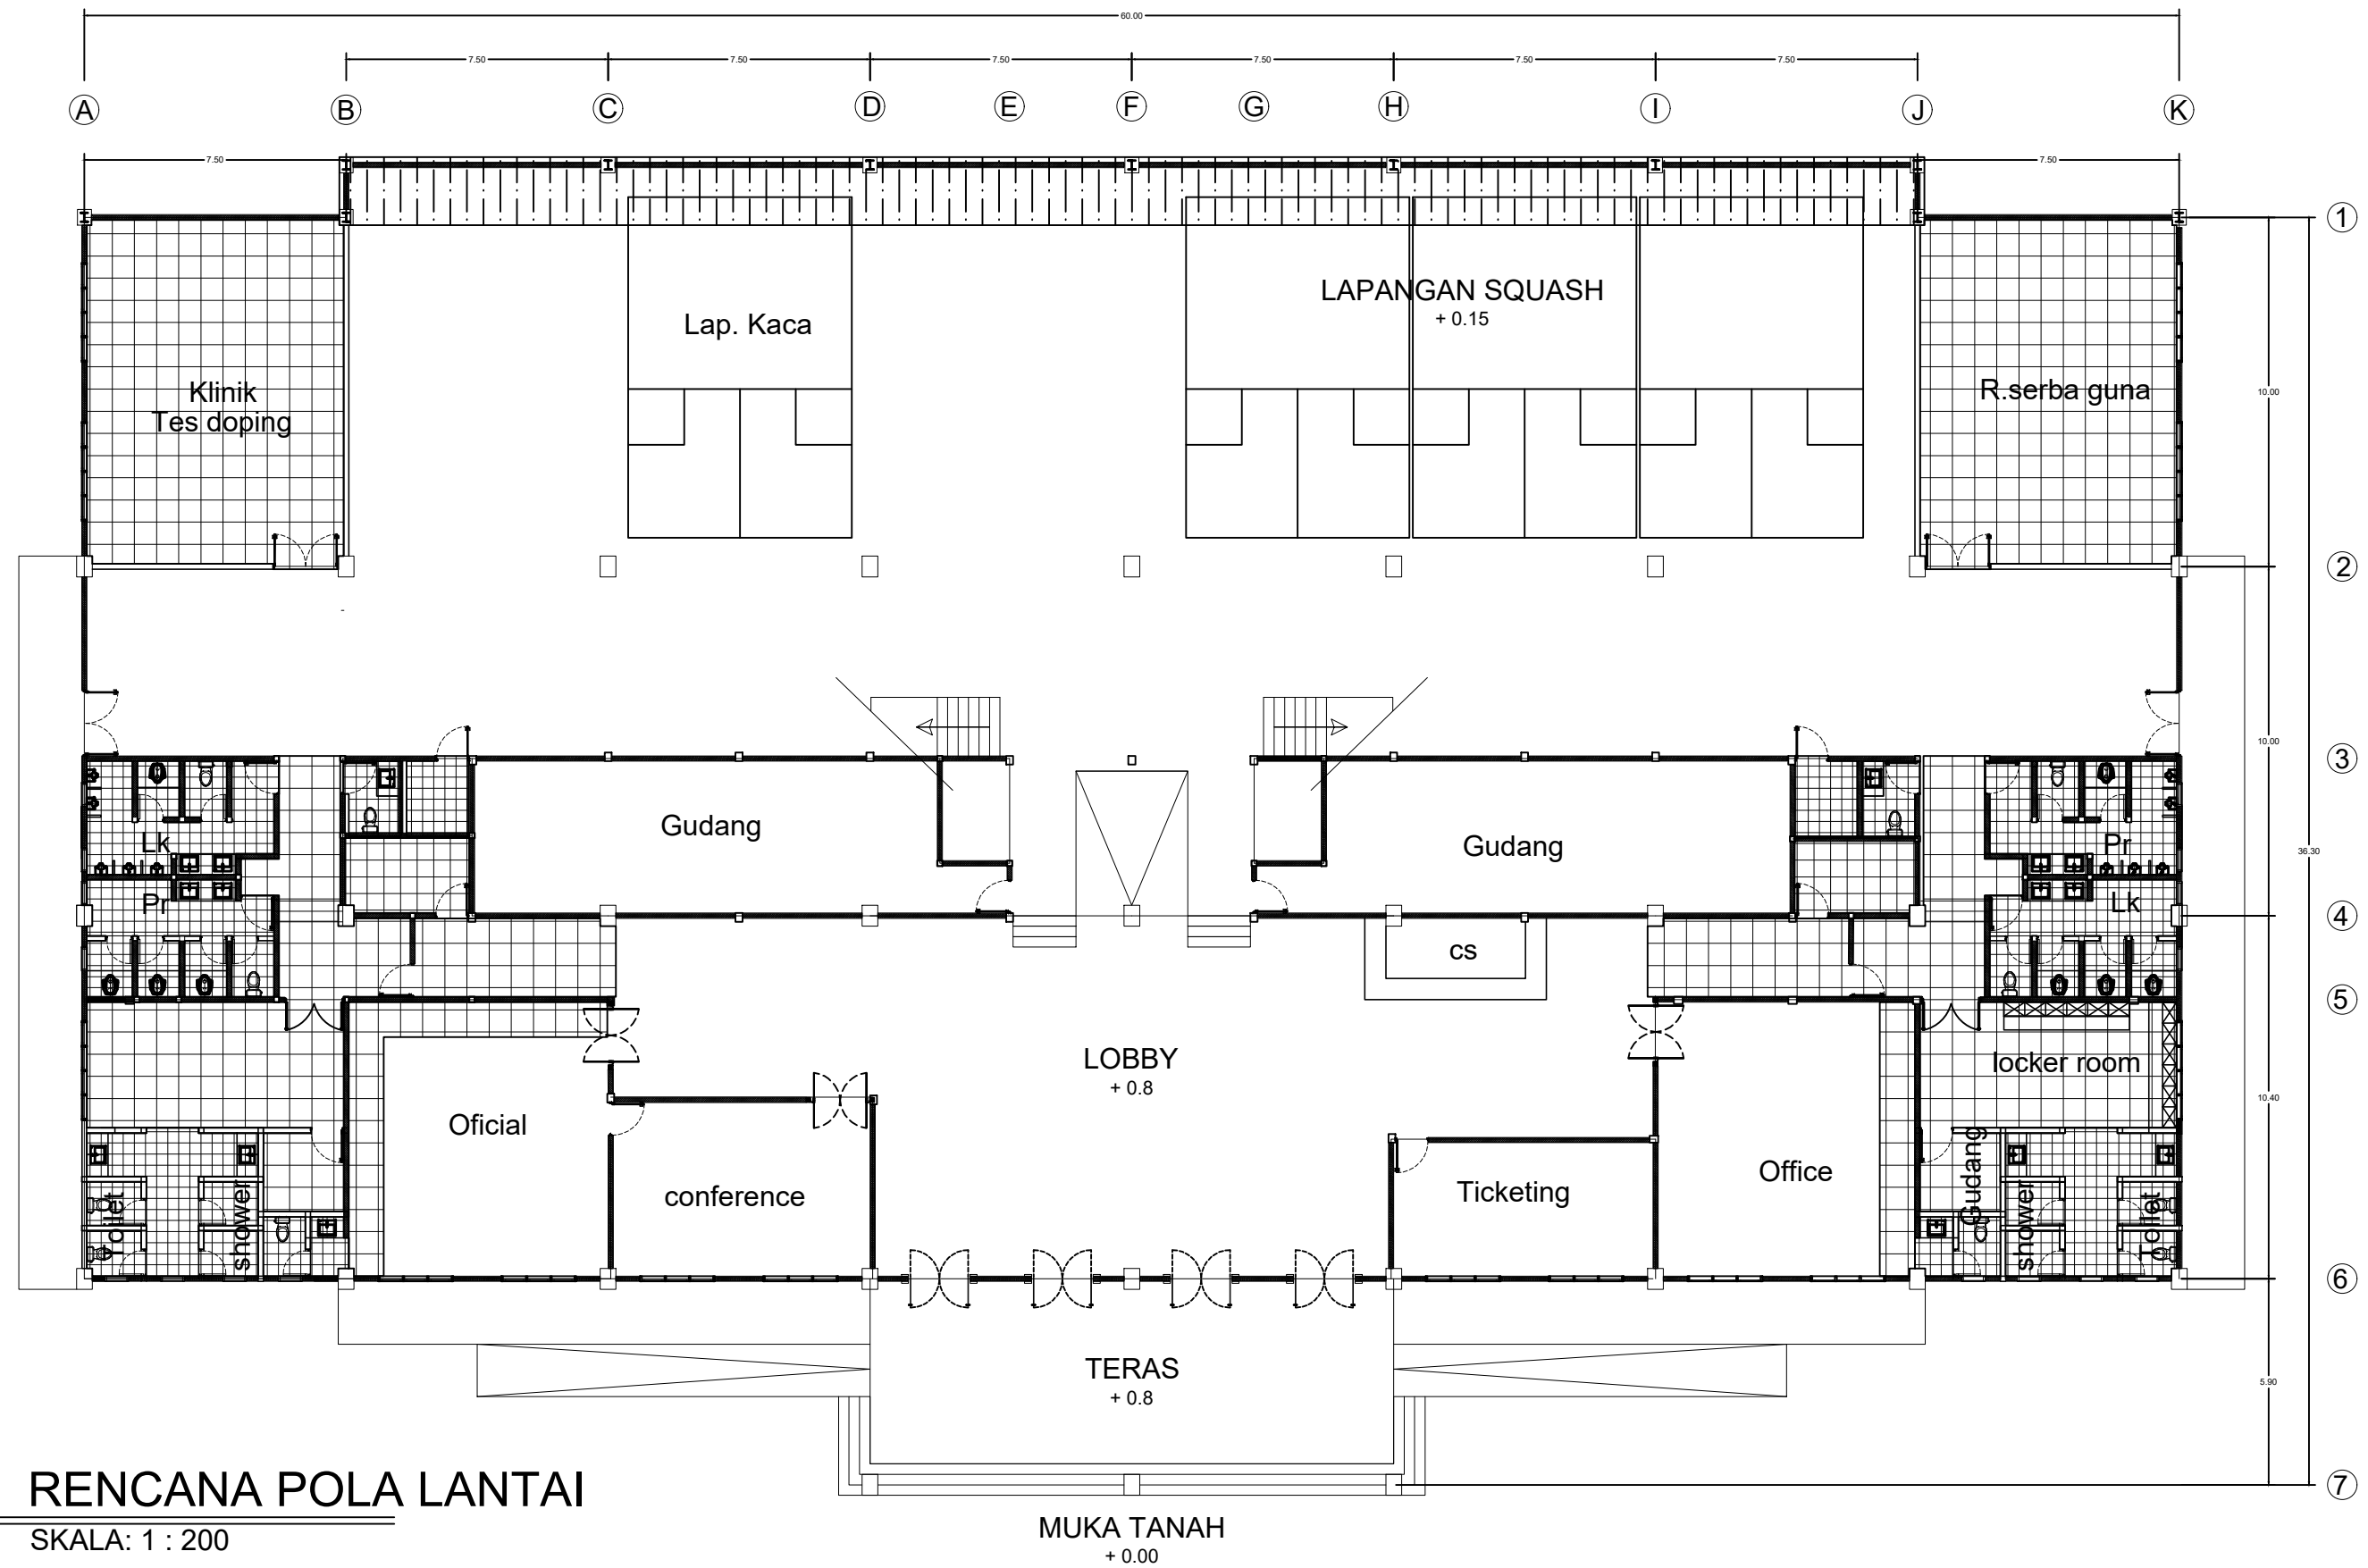 60.00
7.50 7.50 7.50 7.50 7.50 7.50
A B C D E F G H I J K
7.50 7.50
1
LAPANGAN SQUASH
+ 0.15
Lap. Kaca
Klinik
Tes doping
R.serba guna
10.00
2
10.00
3
Gudang
Gudang
Lk
Pr
36.30
Pr
Lk
4
cs
5
LOBBY
+ 0.8
locker room
10.40
Oficial
conference
Ticketing
Office
Toilet
shower
Gudang
shower
Toilet
6
TERAS
+ 0.8
5.90
7
RENCANA POLA LANTAI
SKALA: 1 : 200
MUKA TANAH
+ 0.00